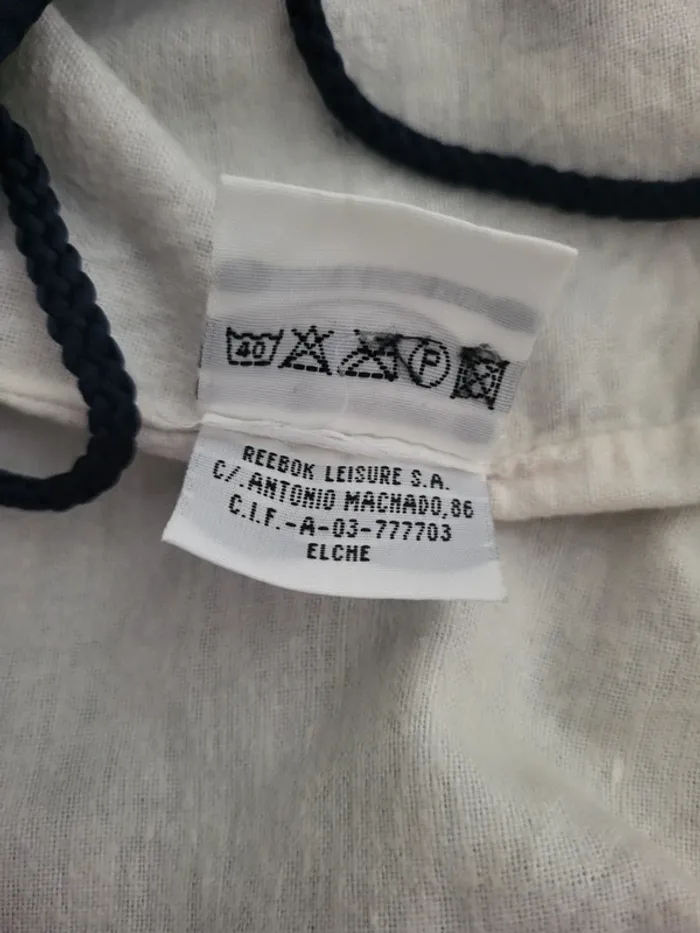 40 P
REEBOK LEISURE S.A.
C/.ANTONIO MACHADO,86
C.I.F.-A-03-777703
ELCHE